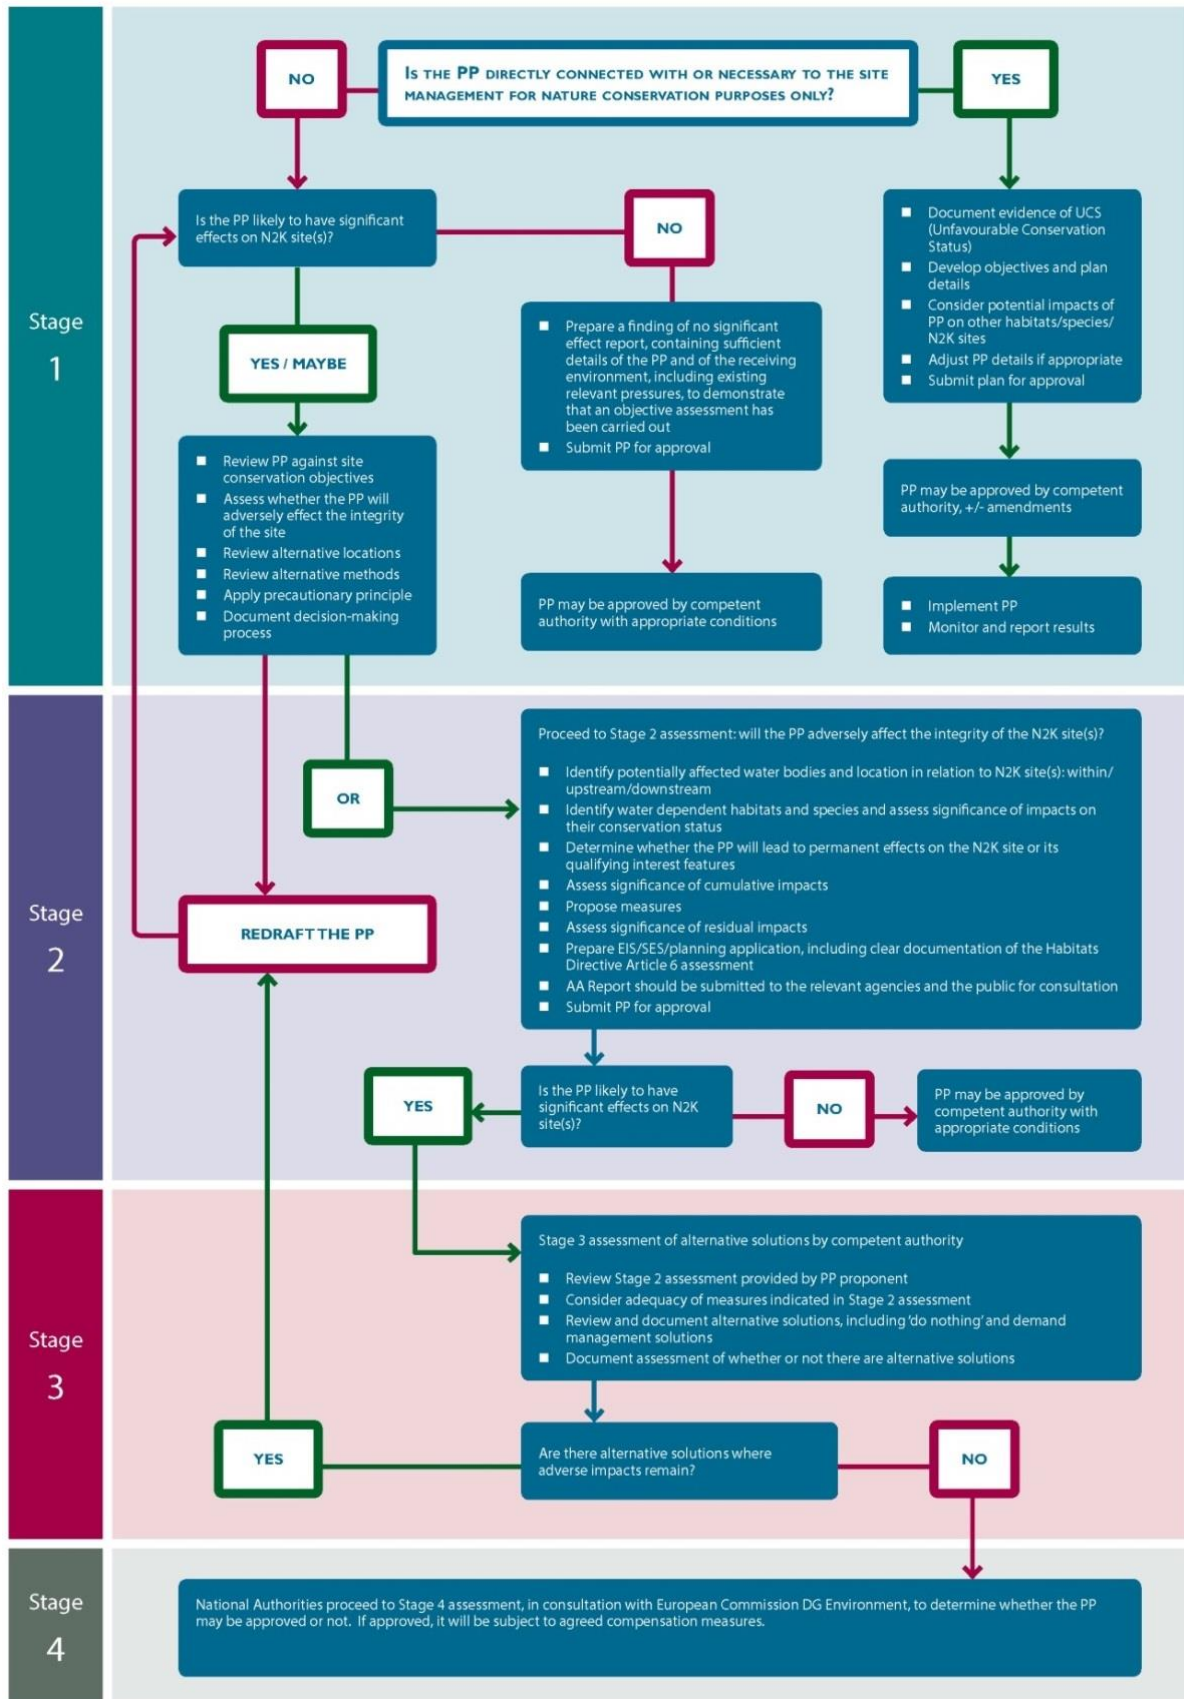 Stage
1
NO
IS THE PP DIRECTLY CONNECTED WITH OR NECESSARY TO THE SITE
MANAGEMENT FOR NATURE CONSERVATION PURPOSES ONLY?
YES
Is the PP likely to have significant
effects on N2K site(s)?
NO
■ Document evidence of UCS
(Unfavourable Conservation
Status)
■ Develop objectives and plan
details
■ Consider potential impacts of
PP on other habitats/species/
N2K sites
■ Adjust PP details if appropriate
■ Submit plan for approval
YES / MAYBE
■ Prepare a finding of no significant
effect report, containing sufficient
details of the PP and of the receiving
environment, including existing
relevant pressures, to demonstrate
that an objective assessment has
been carried out
■ Submit PP for approval
■ Review PP against site
conservation objectives
■ Assess whether the PP will
adversely effect the integrity
of the site
■ Review alternative locations
■ Review alternative methods
■ Apply precautionary principle
■ Document decision-making
process
PP may be approved by competent
authority, +/- amendments
PP may be approved by competent
authority with appropriate conditions
■ Implement PP
■ Monitor and report results
Stage
2
OR
Proceed to Stage 2 assessment: will the PP adversely affect the integrity of the N2K site(s)?
■ Identify potentially affected water bodies and location in relation to N2K site(s): within/
upstream/downstream
■ Identify water dependent habitats and species and assess significance of impacts on
their conservation status
■ Determine whether the PP will lead to permanent effects on the N2K site or its
qualifying interest features
■ Assess significance of cumulative impacts
■ Propose measures
■ Assess significance of residual impacts
■ Prepare EIS/SES/planning application, including clear documentation of the Habitats
Directive Article 6 assessment
■ AA Report should be submitted to the relevant agencies and the public for consultation
■ Submit PP for approval
REDRAFT THE PP
YES
Is the PP likely to have
significant effects on N2K
site(s)?
NO
PP may be approved by
competent authority with
appropriate conditions
Stage
3
Stage 3 assessment of alternative solutions by competent authority
■ Review Stage 2 assessment provided by PP proponent
■ Consider adequacy of measures indicated in Stage 2 assessment
■ Review and document alternative solutions, including ‘do nothing’ and demand
management solutions
■ Document assessment of whether or not there are alternative solutions
YES
Are there alternative solutions where
adverse impacts remain?
NO
Stage
4
National Authorities proceed to Stage 4 assessment, in consultation with European Commission DG Environment, to determine whether the PP
may be approved or not. If approved, it will be subject to agreed compensation measures.